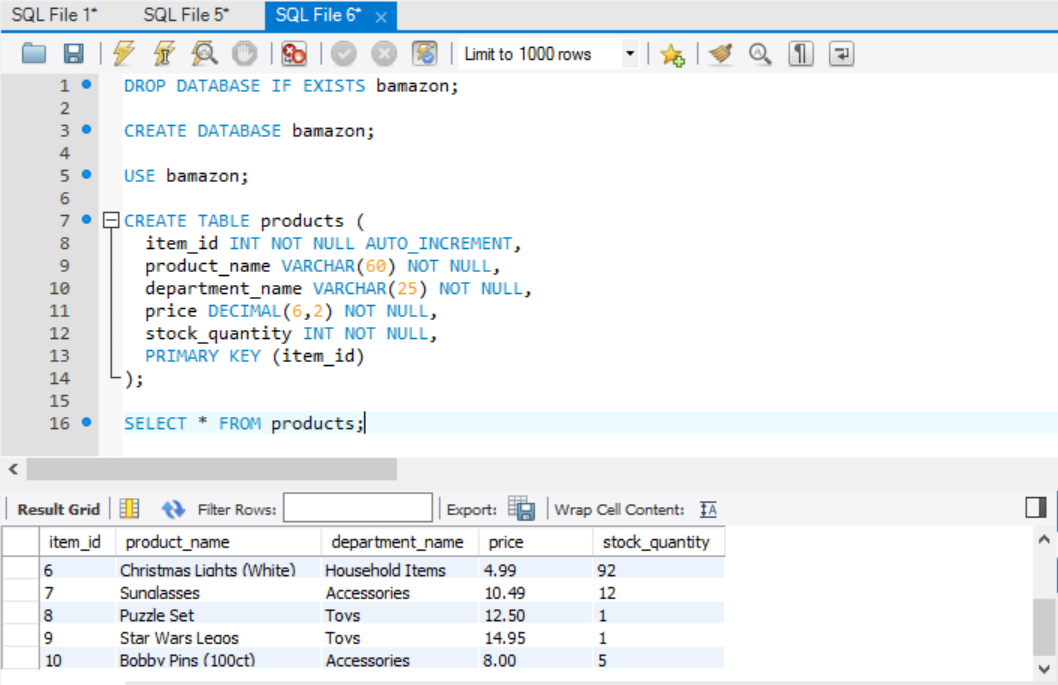 SQL File 1* SQL File 5* SQL File 6*
Limit to 1000 rows
1 DROP DATABASE IF EXISTS bamazon;
2
3 CREATE DATABASE bamazon;
4
5 USE bamazon;
6
7 CREATE TABLE products (
8 item_id INT NOT NULL AUTO_INCREMENT,
9 product_name VARCHAR(60) NOT NULL,
10 department_name VARCHAR(25) NOT NULL,
11 price DECIMAL(6,2) NOT NULL,
12 stock_quantity INT NOT NULL,
13 PRIMARY KEY (item_id)
14 );
15
16 SELECT * FROM products;
Result Grid Filter Rows: Export: Wrap Cell Content: IA
item_id product_name department_name price stock_quantity
6 Christmas Lights (White) Household Items 4.99 92
7 Sunglasses Accessories 10.49 12
8 Puzzle Set Toys 12.50 1
9 Star Wars Legos Toys 14.95 1
10 Bobby Pins (100ct) Accessories 8.00 5